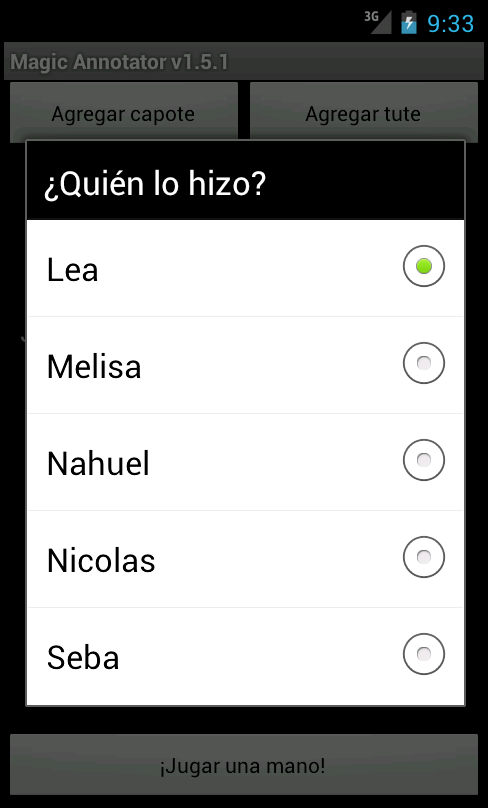 3G 9:33
Magic Annotator v1.5.1
Agregar capote Agregar tute
¿Quién lo hizo?
Lea
Melisa
Nahuel
Nicolas
Seba
¡Jugar una mano!